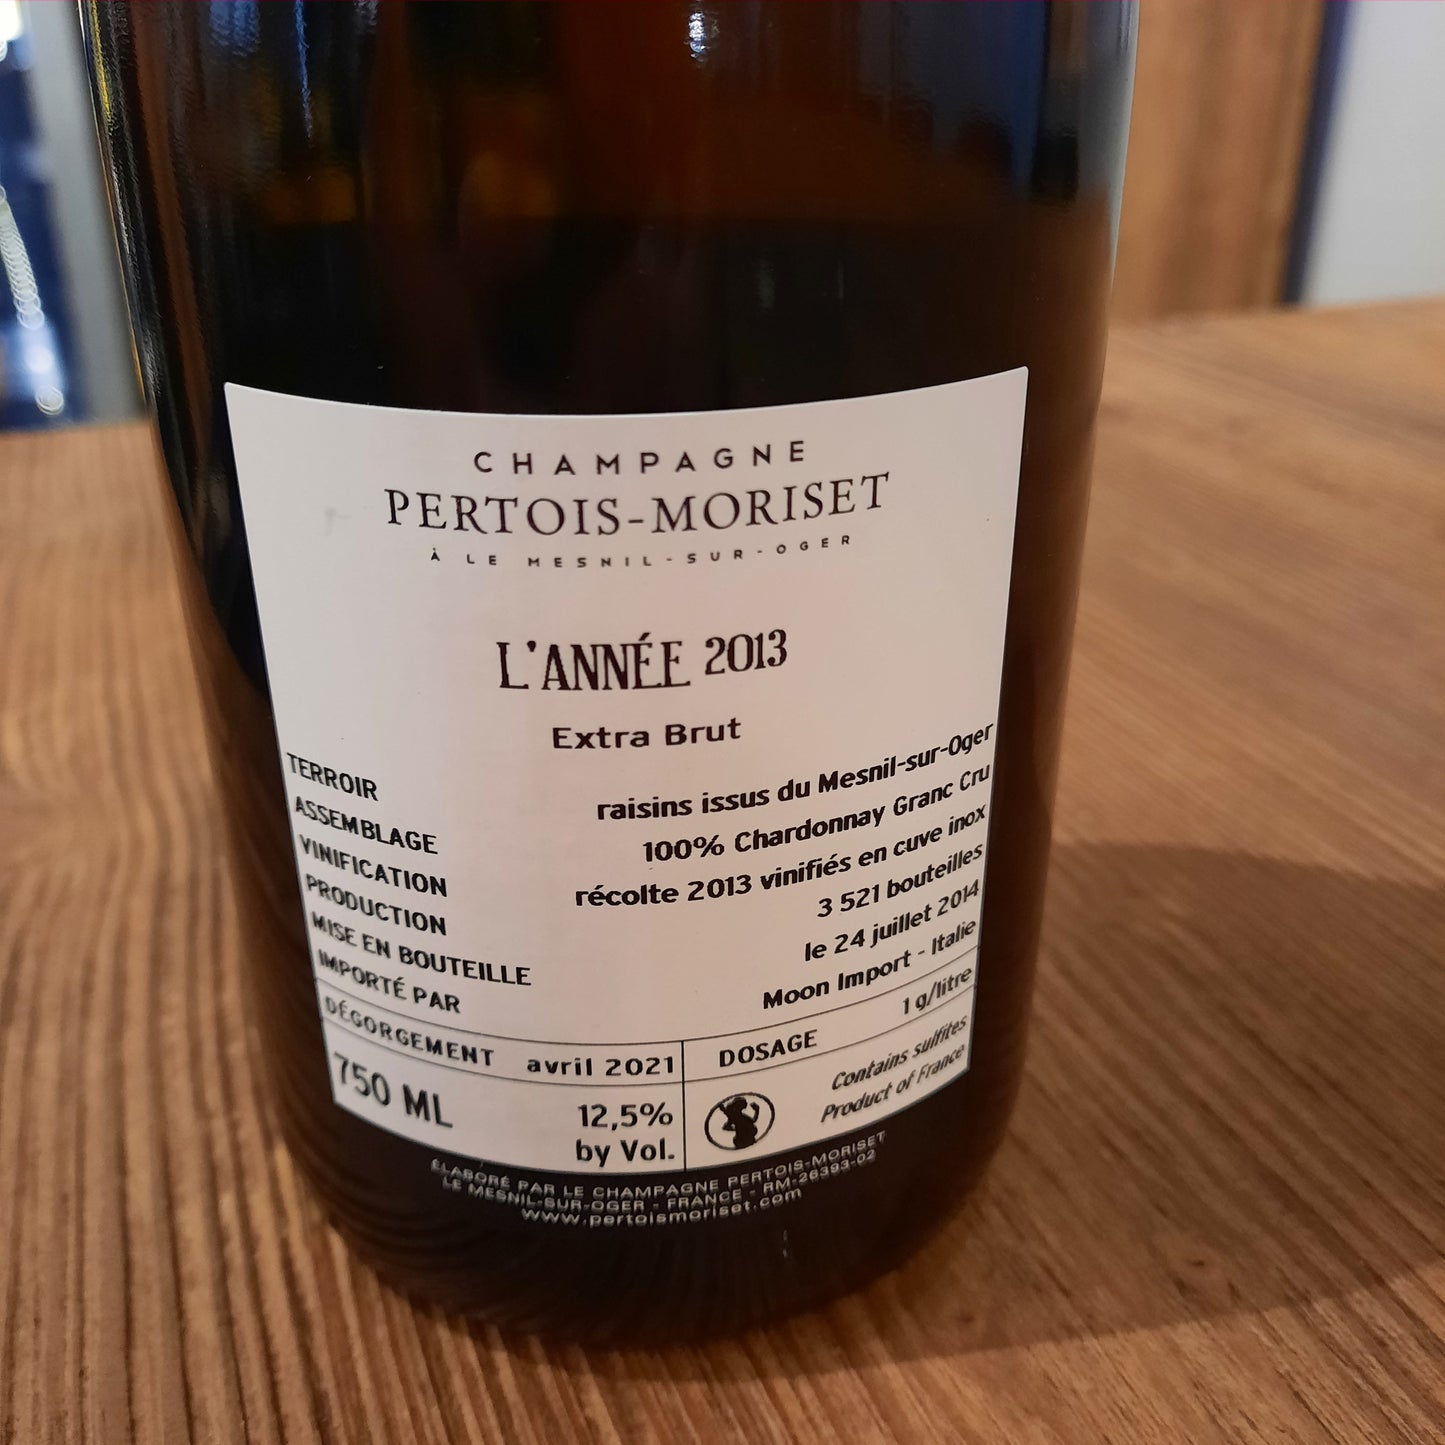 CHAMPAGNE
PERTOIS-MORISET
À LE MESNIL-SUR-OGER
L'ANNÉE 2013
Extra Brut
TERROIR raisins issus du Mesnil-sur-Oger
ASSEMBLAGE 100% Chardonnay Granc Cru
VINIFICATION récolte 2013 vinifiés en cuve inox
PRODUCTION 3 521 bouteilles
MISE EN BOUTEILLE le 24 juillet 2014
IMPORTÉ PAR Moon Import - Italie
DÉGORGEMENT avril 2021 DOSAGE 1 g/litre
750 ML 12,5% by Vol.
Contains sulfites
Product of France
ÉLABORÉ PAR LE CHAMPAGNE PERTOIS-MORISET
LE MESNIL-SUR-OGER - FRANCE - RM-26393-02
www.pertoismoriset.com